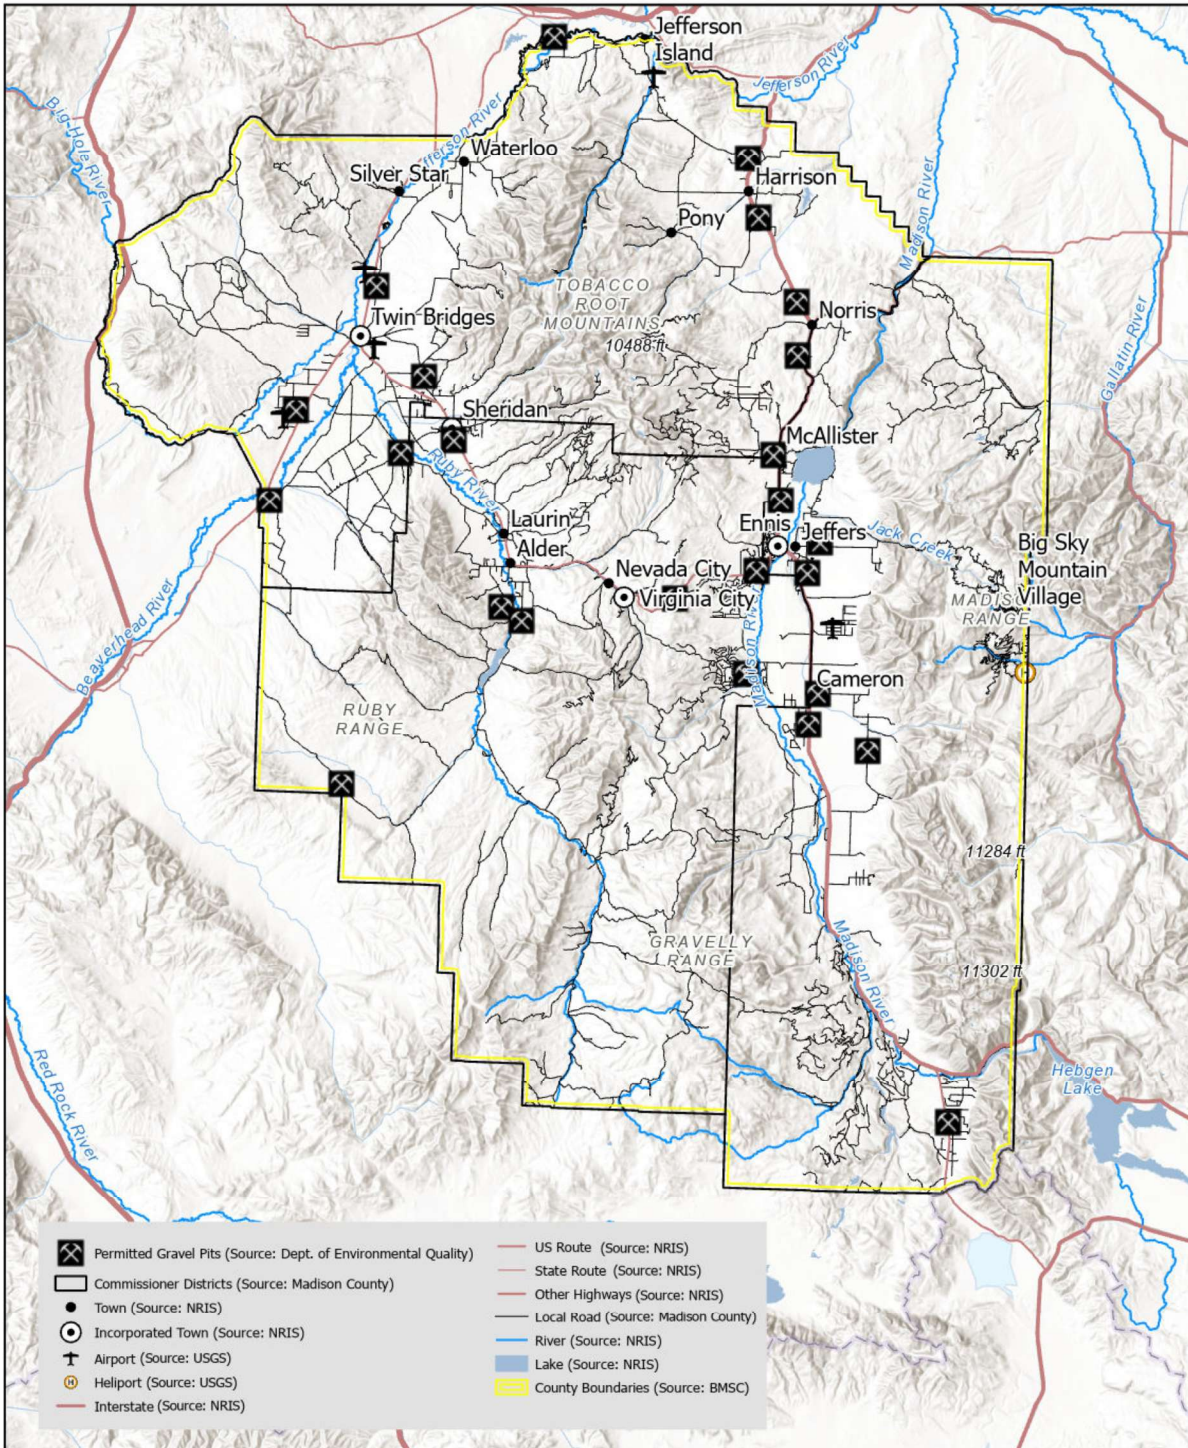 Jefferson
Island
Jefferson River
Big Hole River
Jefferson River
Waterloo
Silver Star
Harrison
Madison River
Pony
TOBACCO
ROOT
MOUNTAINS
10488 ft
Twin Bridges
Norris
Gallatin River
Sheridan
McAllister
Ruby River
Laurin
Alder
Ennis
Jeffers
Jack Creek
Big Sky
Mountain
Village
Nevada City
Virginia City
MADISON
RANGE
Beaverhead River
Madison River
Cameron
RUBY
RANGE
11284 ft
GRAVELLY
RANGE
Madison River
11302 ft
Red Rock River
Hebgen
Lake
Permitted Gravel Pits (Source: Dept. of Environmental Quality)
Commissioner Districts (Source: Madison County)
Town (Source: NRIS)
Incorporated Town (Source: NRIS)
Airport (Source: USGS)
H Heliport (Source: USGS)
Interstate (Source: NRIS)
US Route (Source: NRIS)
State Route (Source: NRIS)
Other Highways (Source: NRIS)
Local Road (Source: Madison County)
River (Source: NRIS)
Lake (Source: NRIS)
County Boundaries (Source: BMSC)